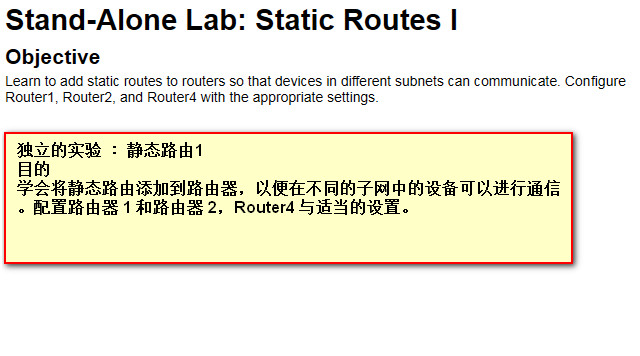 Stand-Alone Lab: Static Routes I
Objective
Learn to add static routes to routers so that devices in different subnets can communicate. Configure
Router1, Router2, and Router4 with the appropriate settings.
独立的实验 : 静态路由1
目的
学会将静态路由添加到路由器，以便在不同的子网中的设备可以进行通信
。配置路由器 1 和路由器 2，Router4 与适当的设置。